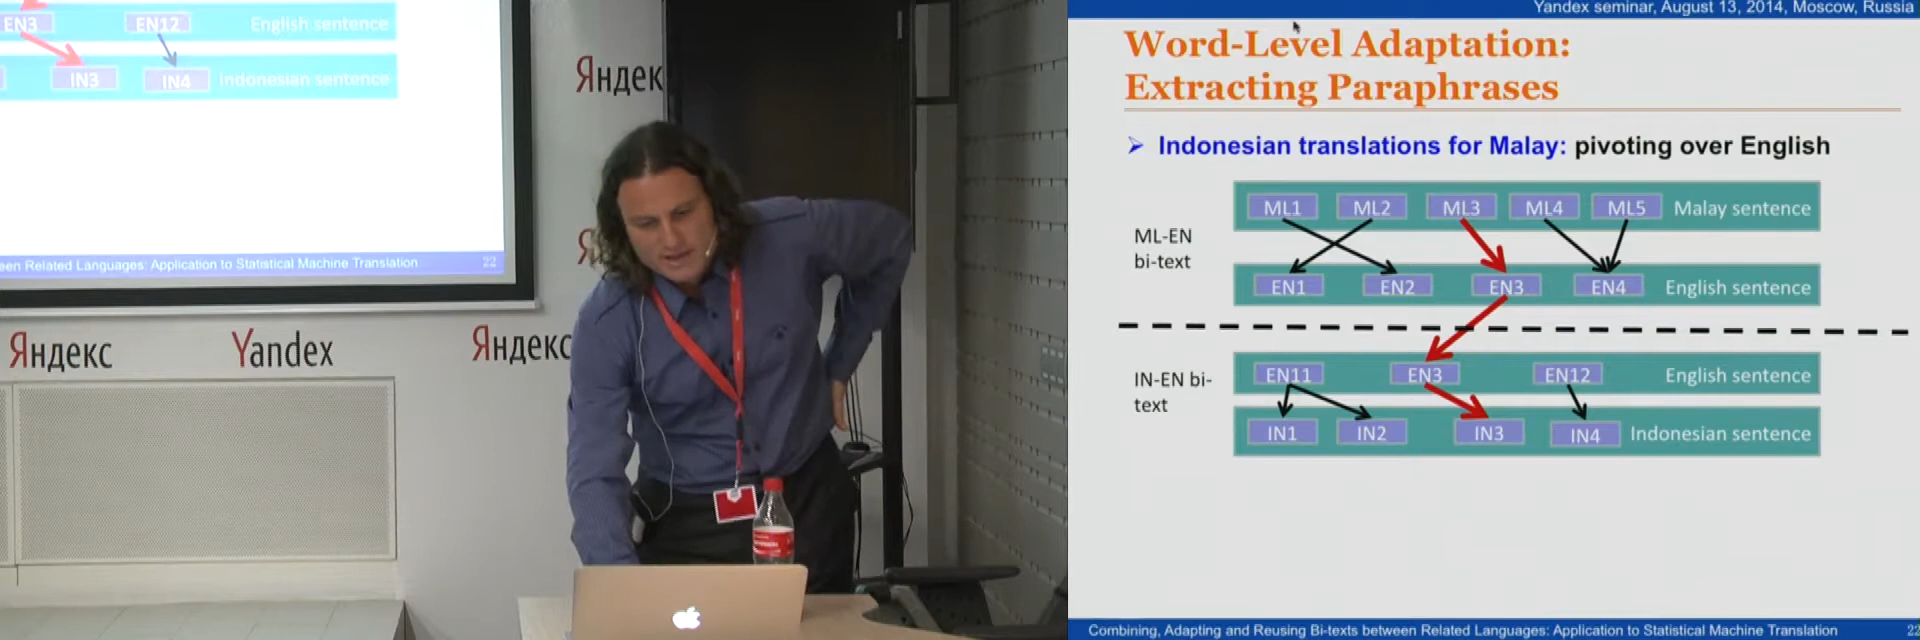 EN3 EN12 English sentence
IN3 IN4 Indonesian sentence
een Related Languages: Application to Statistical Machine Translation 22
Яндек
Яндекс Yandex Яндекс
Yandex seminar, August 13, 2014, Moscow, Russia
Word-Level Adaptation:
Extracting Paraphrases
Indonesian translations for Malay: pivoting over English
ML1 ML2 ML3 ML4 ML5 Malay sentence
ML-EN
bi-text
EN1 EN2 EN3 EN4 English sentence
IN-EN bi-
text
EN11 EN3 EN12 English sentence
IN1 IN2 IN3 IN4 Indonesian sentence
Combining, Adapting and Reusing Bi-texts between Related Languages: Application to Statistical Machine Translation 22